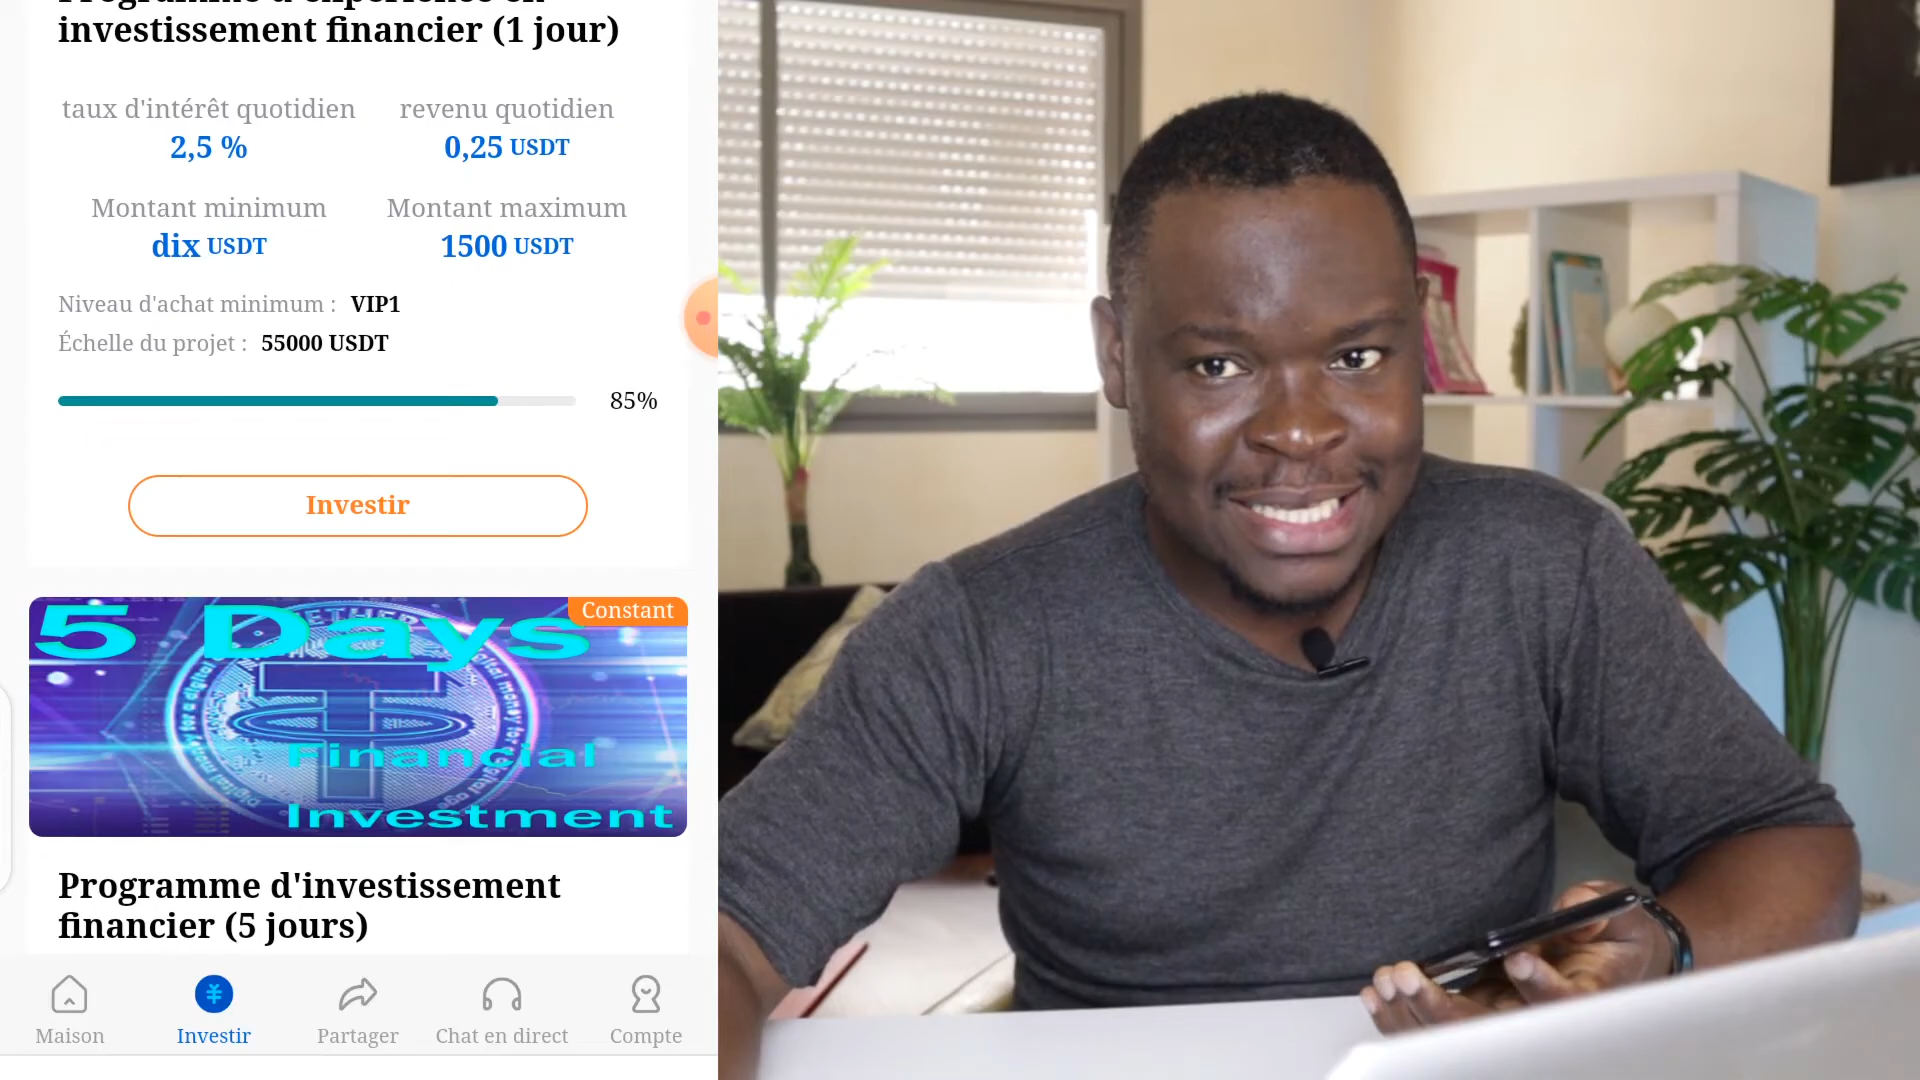 investissement financier (1 jour)
taux d'intérêt quotidien
revenu quotidien
2,5 %
0,25 USDT
Montant minimum
Montant maximum
dix USDT
1500 USDT
Niveau d'achat minimum : VIP1
Échelle du projet : 55000 USDT
85%
Investir
Constant
5 Days
Financial
Investment
Programme d'investissement
financier (5 jours)
Maison
Investir
Partager
Chat en direct
Compte